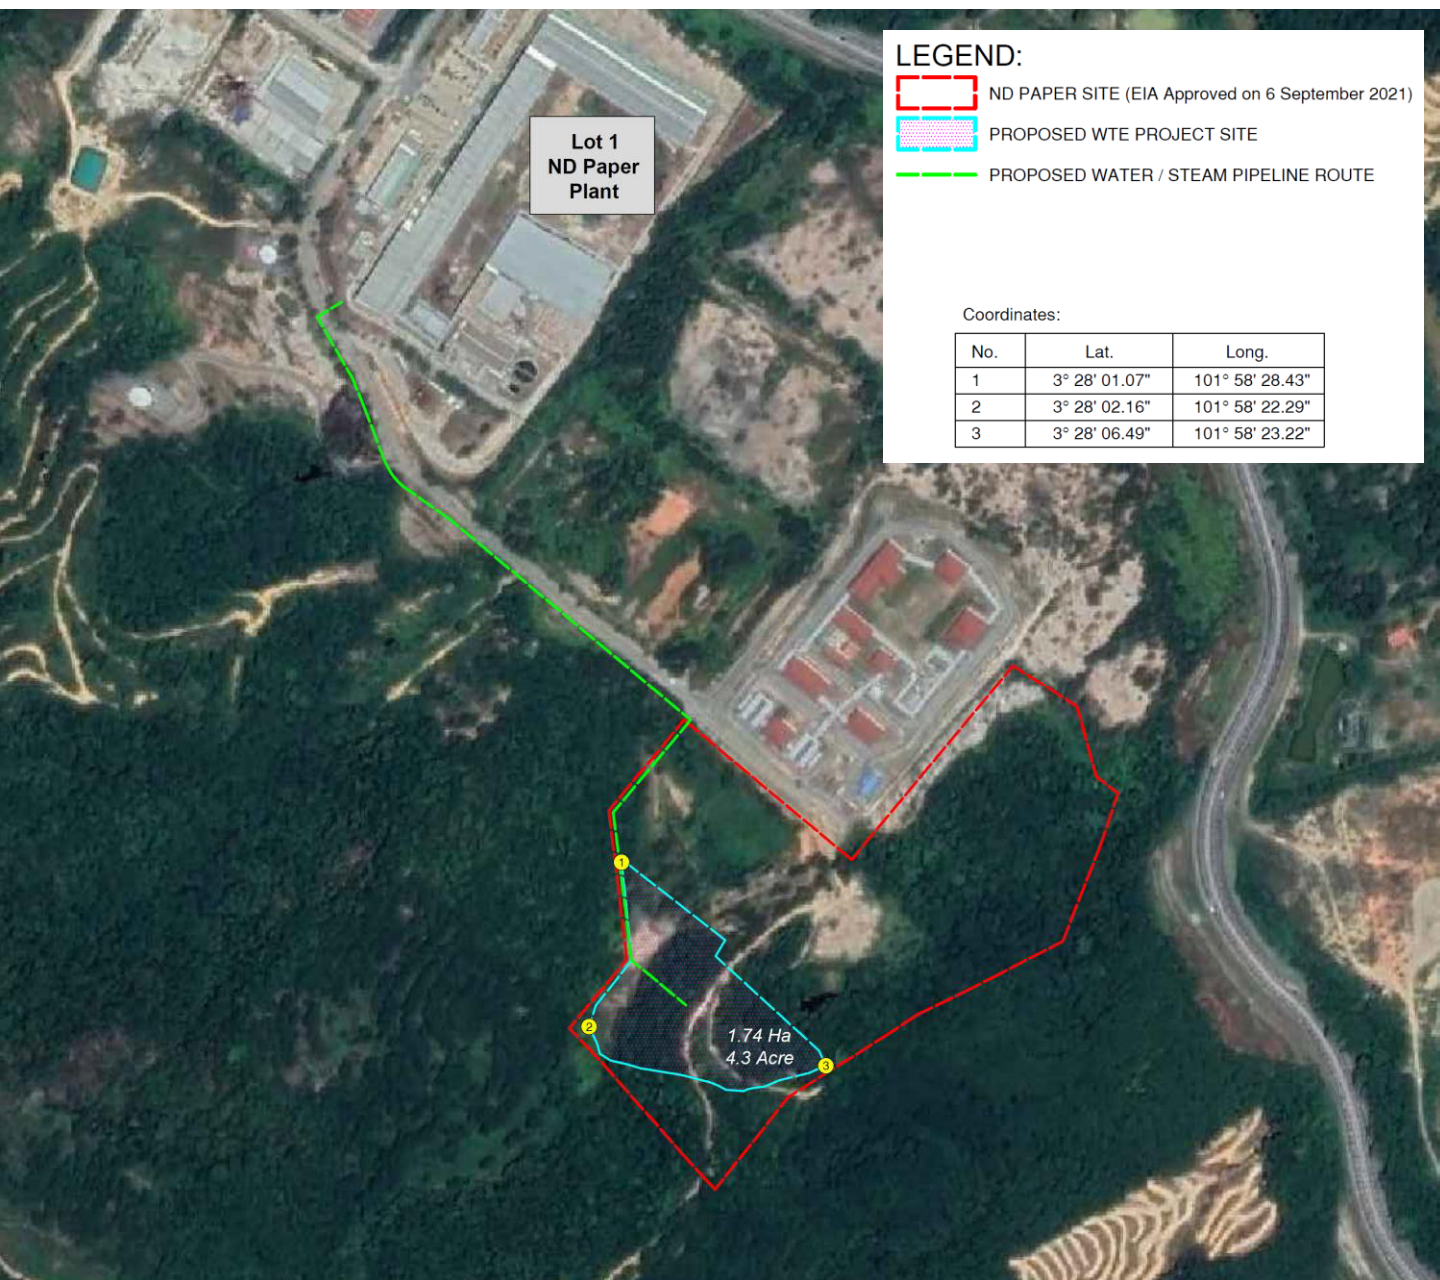 LEGEND:
ND PAPER SITE (EIA Approved on 6 September 2021)
PROPOSED WTE PROJECT SITE
PROPOSED WATER / STEAM PIPELINE ROUTE
Coordinates:
No. Lat. Long.
1 3° 28' 01.07" 101° 58' 28.43"
2 3° 28' 02.16" 101° 58' 22.29"
3 3° 28' 06.49" 101° 58' 23.22"
Lot 1
ND Paper
Plant
1
2
1.74 Ha
4.3 Acre
3